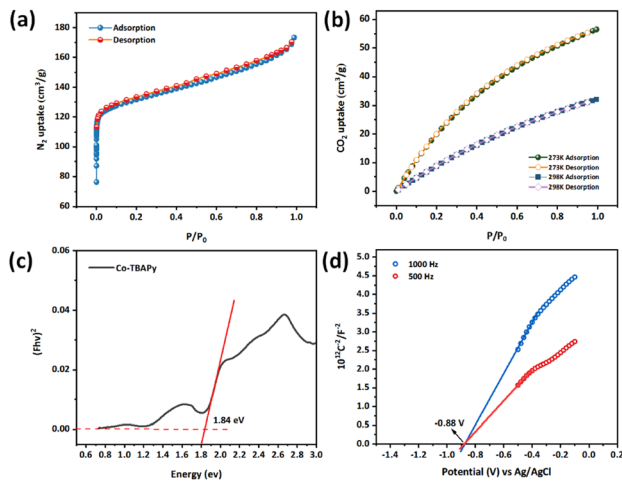 (a)
Adsorption
Desorption
N2 uptake (cm3/g)
180
160
140
120
100
80
60
0.0 0.2 0.4 0.6 0.8 1.0
P/P0
(b)
CO2 uptake (cm3/g)
60
50
40
30
20
10
0
273K Adsorption
273K Desorption
298K Adsorption
298K Desorption
0.0 0.2 0.4 0.6 0.8 1.0
P/P0
(c)
Co-TBAPy
(Fhv)2
0.06
0.04
0.02
0.00
1.84 eV
0.6 0.8 1.0 1.2 1.4 1.6 1.8 2.0 2.2 2.4 2.6 2.8 3.0
Energy (ev)
(d)
1000 Hz
500 Hz
10^12C^-2/F^-2
5.0
4.5
4.0
3.5
3.0
2.5
2.0
1.5
1.0
0.5
0.0
-0.88 V
-1.4 -1.2 -1.0 -0.8 -0.6 -0.4 -0.2 0.0 0.2
Potential (V) vs Ag/AgCl